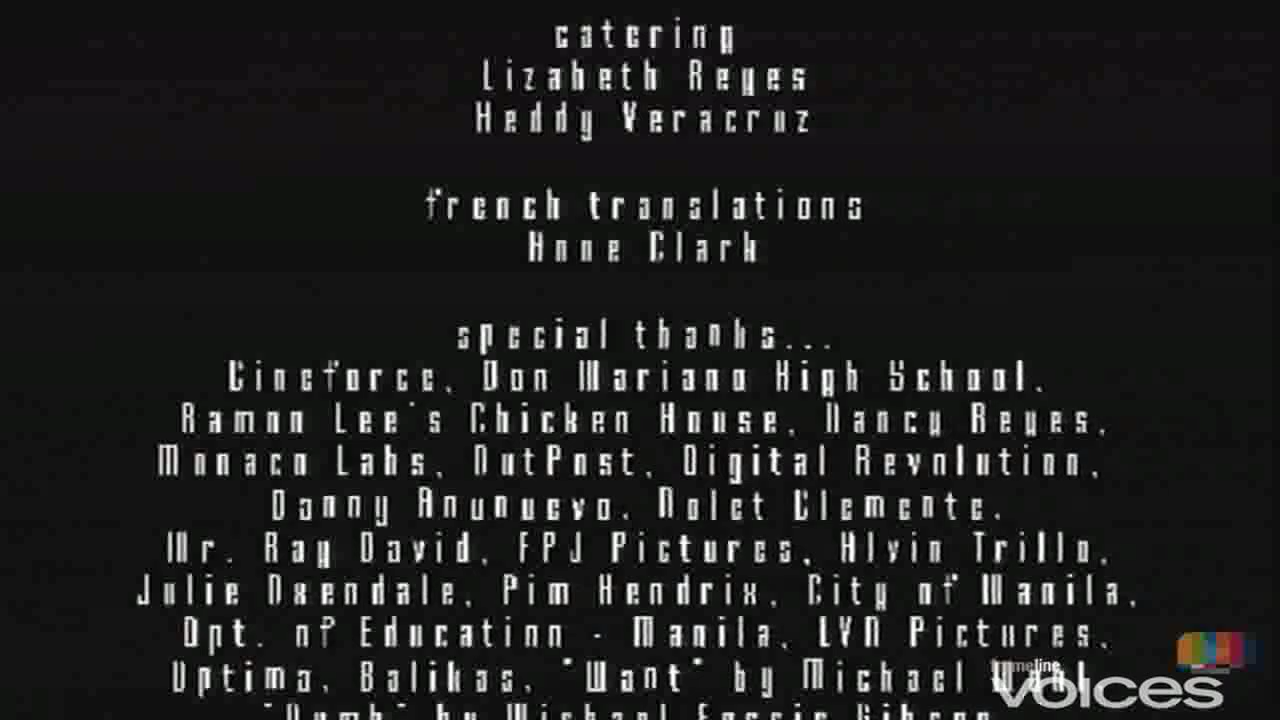 catering
Lizabeth Reyes
Heddy Veracruz
french translations
Anne Clark
special thanks...
Cineforce, Don Mariano High School,
Ramon Lee's Chicken House, Nancy Reyes,
Monaco Labs, OutPost, Digital Revolution,
Danny Anunuevo, Nolet Clemente,
Mr. Ray David, FPJ Pictures, Alvin Trillo,
Julie Oxendale, Pim Hendrix, City of Manila,
Dpt. of Education - Manila, LVN Pictures,
Optima, Balikas, "Want" by Michael
by Michael
timeline
voices